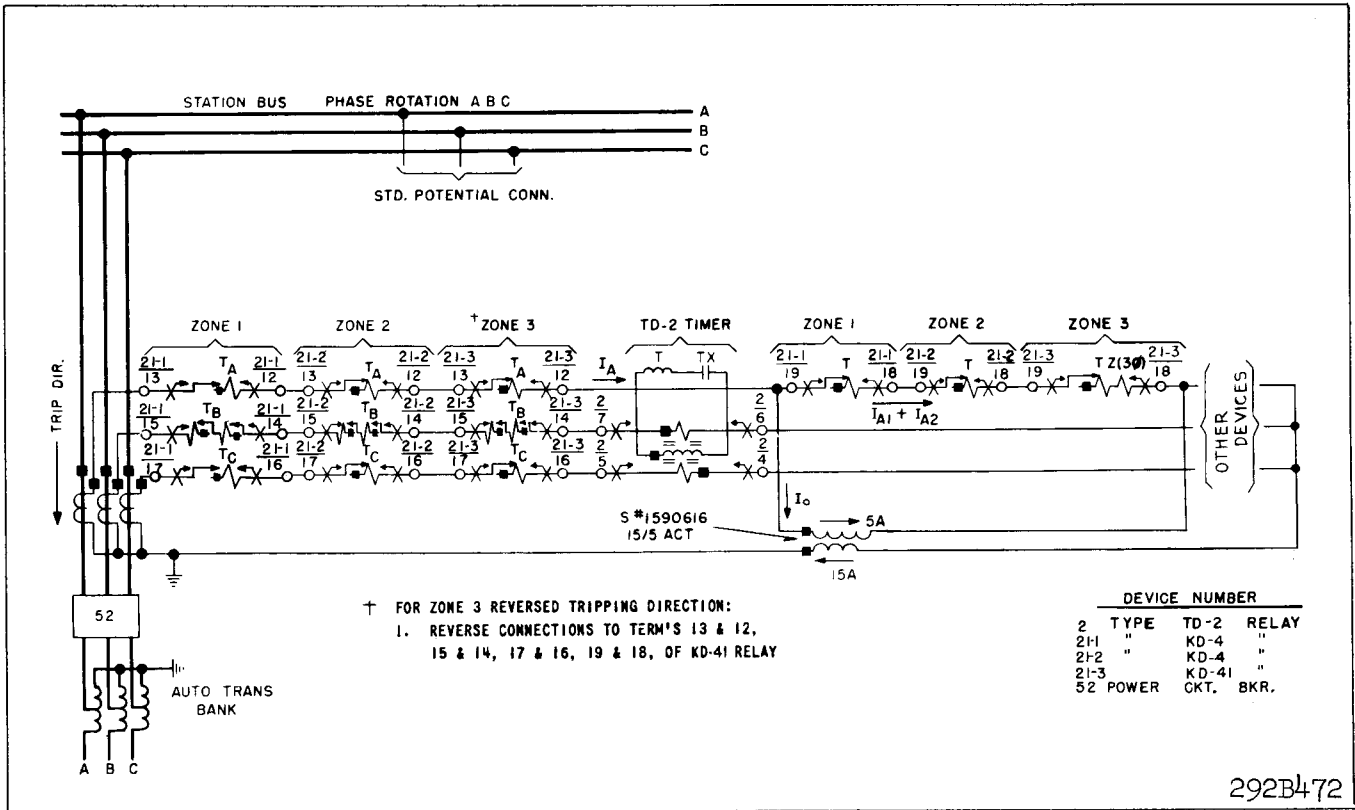 STATION BUS PHASE ROTATION A B C
A
B
C
STD. POTENTIAL CONN.
TRIP DIR.
ZONE 1
ZONE 2
† ZONE 3
TD-2 TIMER
ZONE 1
ZONE 2
ZONE 3
T
TX
21-1
13
TA
21-1
12
21-2
13
TA
21-2
12
21-3
13
TA
21-3
12
IA
21-1
19
T
21-1
18
21-2
19
T
21-2
18
21-3
19
TZ(3Ø)
21-3
18
IA1 + IA2
21-1
15
TB
21-1
14
21-2
15
TB
21-2
14
21-3
15
TB
21-3
14
2
7
2
6
21-1
17
TC
21-1
16
21-2
17
TC
21-2
16
21-3
17
TC
21-3
16
2
5
2
4
OTHER
DEVICES
Io
S#1590616
15/5 ACT
5A
15A
52
† FOR ZONE 3 REVERSED TRIPPING DIRECTION:
1. REVERSE CONNECTIONS TO TERM'S 13 & 12,
15 & 14, 17 & 16, 19 & 18, OF KD-41 RELAY
DEVICE NUMBER
2 TYPE TD-2 RELAY
21-1 " KD-4 "
21-2 " KD-4 "
21-3 KD-41 "
52 POWER CKT. BKR.
AUTO TRANS
BANK
A B C
292B472